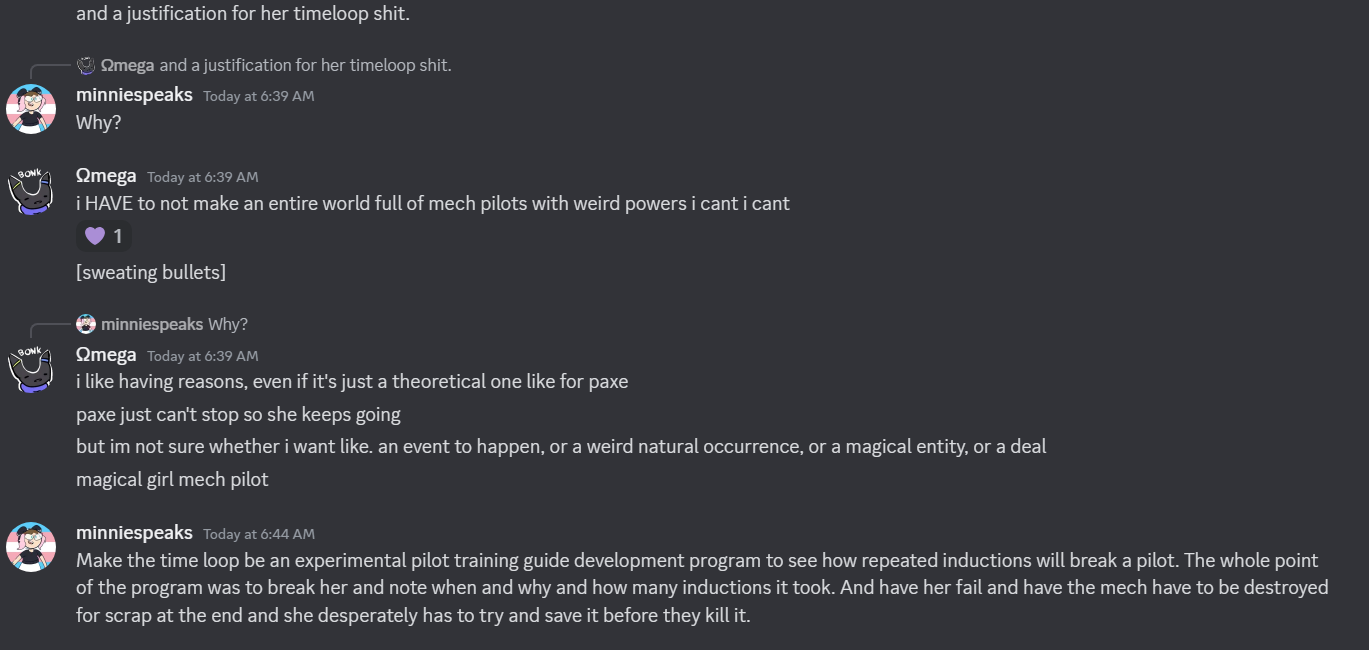 and a justification for her timeloop shit.
Ωmega and a justification for her timeloop shit.
minniespeaks Today at 6:39 AM
Why?
BONK
Ωmega Today at 6:39 AM
i HAVE to not make an entire world full of mech pilots with weird powers i cant i cant
1
[sweating bullets]
minniespeaks Why?
BONK
Ωmega Today at 6:39 AM
i like having reasons, even if it's just a theoretical one like for paxe
paxe just can't stop so she keeps going
but im not sure whether i want like. an event to happen, or a weird natural occurrence, or a magical entity, or a deal
magical girl mech pilot
minniespeaks Today at 6:44 AM
Make the time loop be an experimental pilot training guide development program to see how repeated inductions will break a pilot. The whole point
of the program was to break her and note when and why and how many inductions it took. And have her fail and have the mech have to be destroyed
for scrap at the end and she desperately has to try and save it before they kill it.